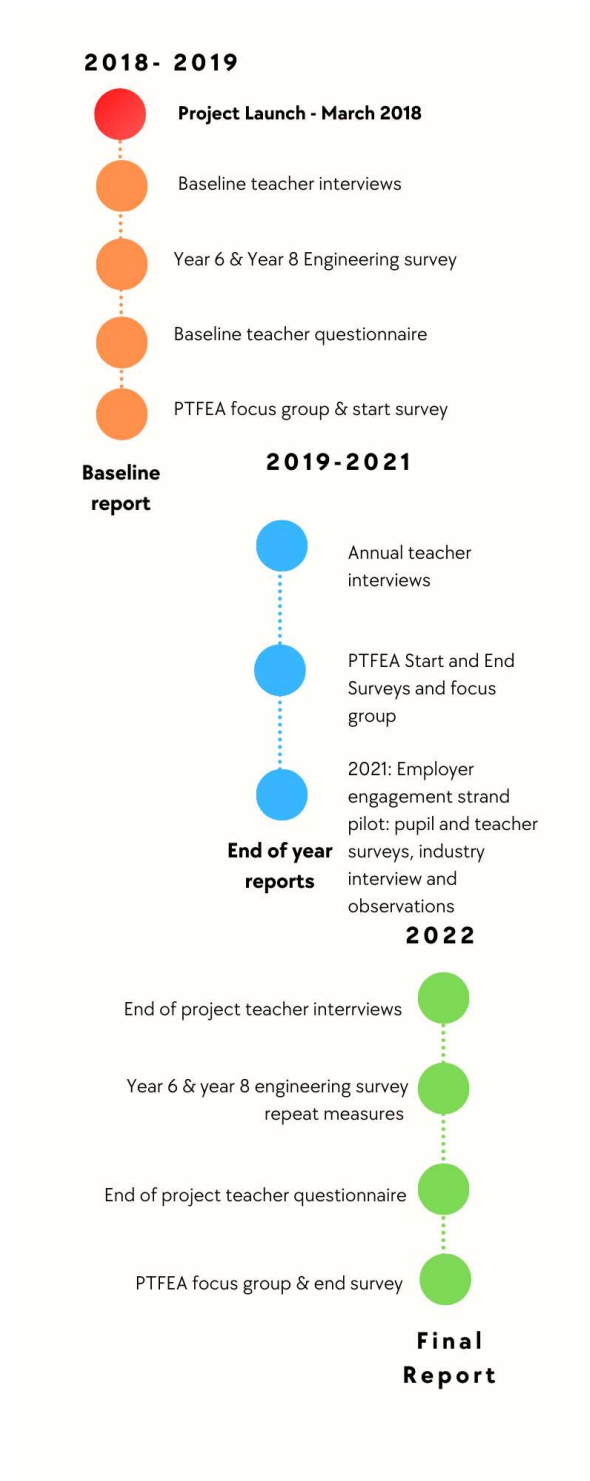 2018- 2019
Project Launch - March 2018
Baseline teacher interviews
Year 6 & Year 8 Engineering survey
Baseline teacher questionnaire
PTFEA focus group & start survey
Baseline
report
2019-2021
Annual teacher
interviews
PTFEA Start and End
Surveys and focus
group
2021: Employer
engagement strand
pilot: pupil and teacher
surveys, industry
interview and
observations
End of year
reports
2022
End of project teacher interrviews
Year 6 & year 8 engineering survey
repeat measures
End of project teacher questionnaire
PTFEA focus group & end survey
Final
Report